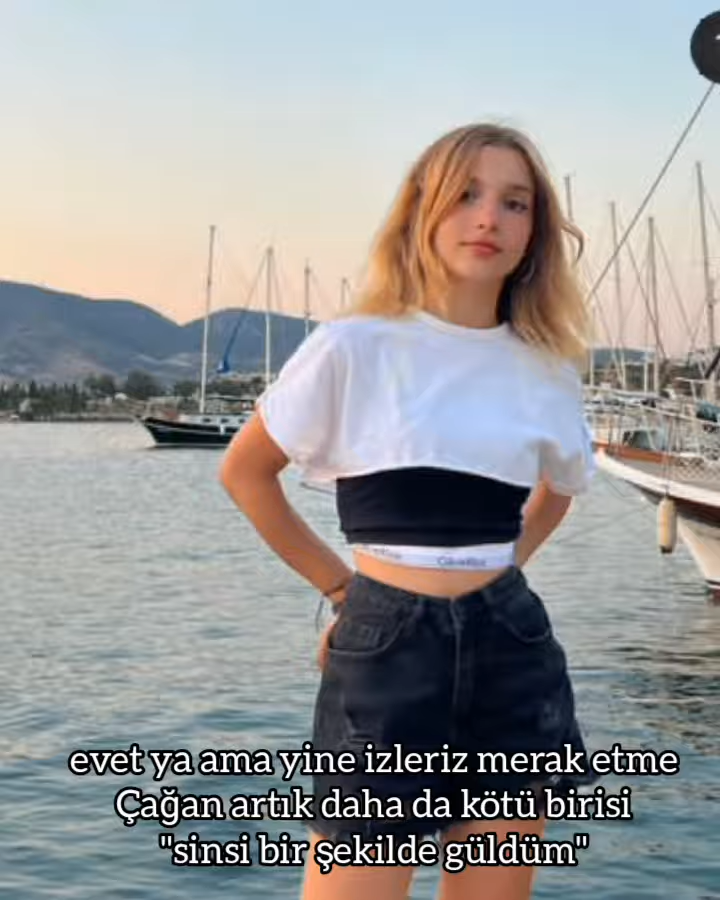 evet ya ama yine izleriz merak etme
Çağan artık daha da kötü birisi
"sinsi bir şekilde güldüm"